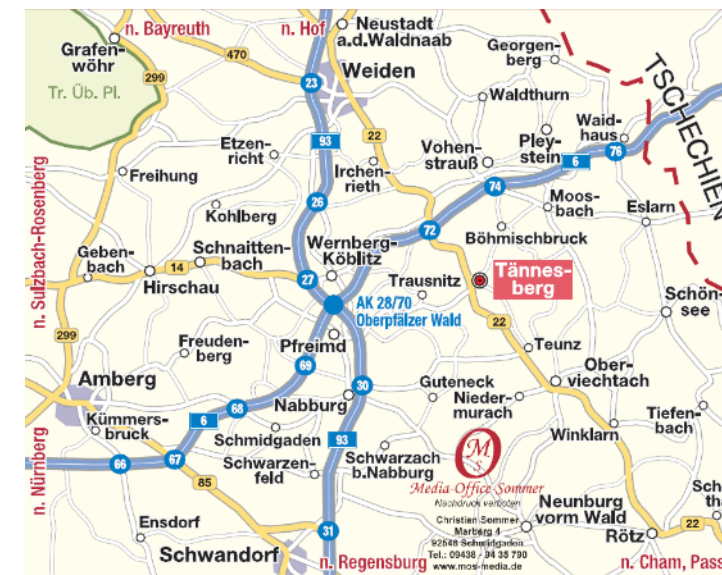 n. Bayreuth
n. Hof
Neustadt
a.d.Waldnaab
Grafen-
wöhr
470
Georgen-
berg
TSCHECHIEN
299
Weiden
23
Tr. Üb. Pl.
Waldthurn
Waid-
haus
93
22
Etzen-
richt
Vohen-
strauß
Pley-
stein
6
76
Irchen-
rieth
n. Sulzbach-Rosenberg
Freihung
74
26
Moos-
bach
Eslarn
Kohlberg
72
Böhmischbruck
Geben-
bach
Schnaitten-
bach
Wernberg-
Köblitz
14
Hirschau
27
Trausnitz
Tännes-
berg
AK 28/70
Oberpfälzer Wald
Schön-
see
22
299
Freuden-
berg
Pfreimd
Teunz
69
Ober-
viechtach
Amberg
30
Guteneck
Nieder-
murach
68
Nabburg
Tiefen-
bach
Kümmers-
bruck
6
Schmidgaden
93
Winklarn
n. Nürnberg
66
67
Schwarzen-
feld
Schwarzach
b.Nabburg
M
O
S
Media-Office-Sommer
Nachdruck verboten
85
Christian Sommer
Marberg 4
92546 Schmidgaden
Tel.: 09438 - 94 35 790
www.mos-media.de
Neunburg
vorm Wald
Sch
tha
22
Ensdorf
31
Rötz
Schwandorf
n. Regensburg
n. Cham, Pass